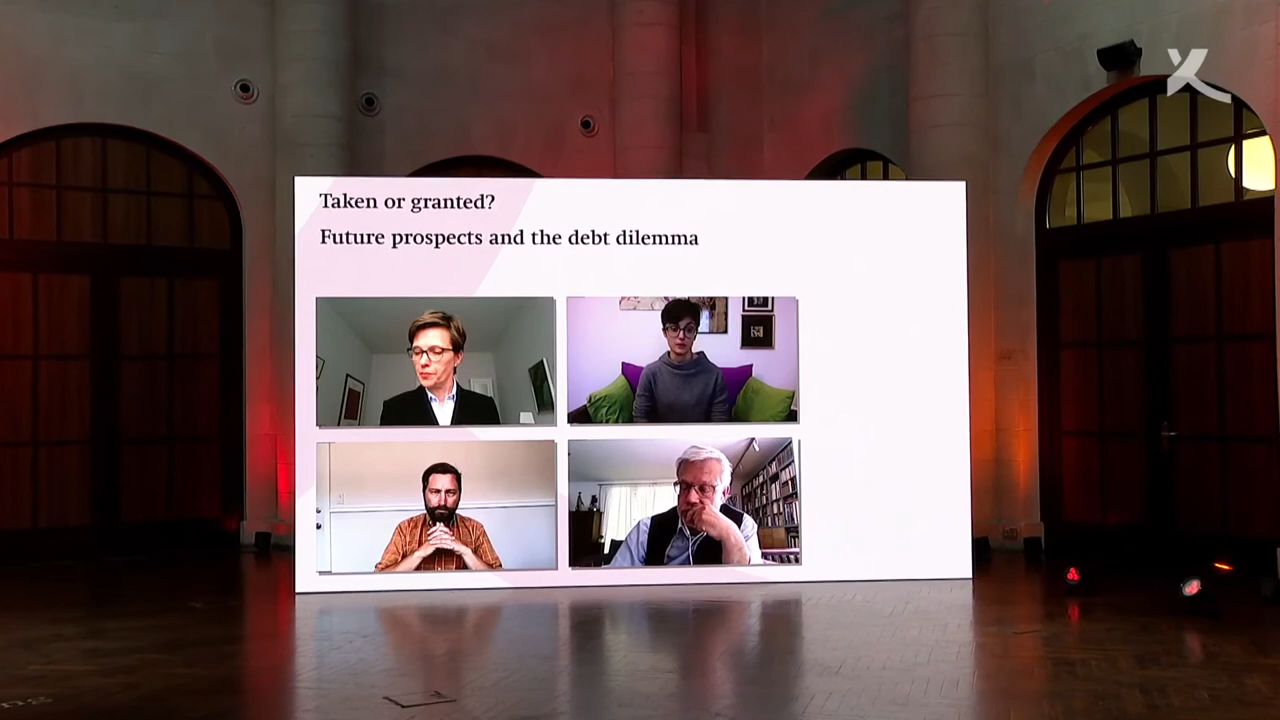 Taken or granted?
Future prospects and the debt dilemma